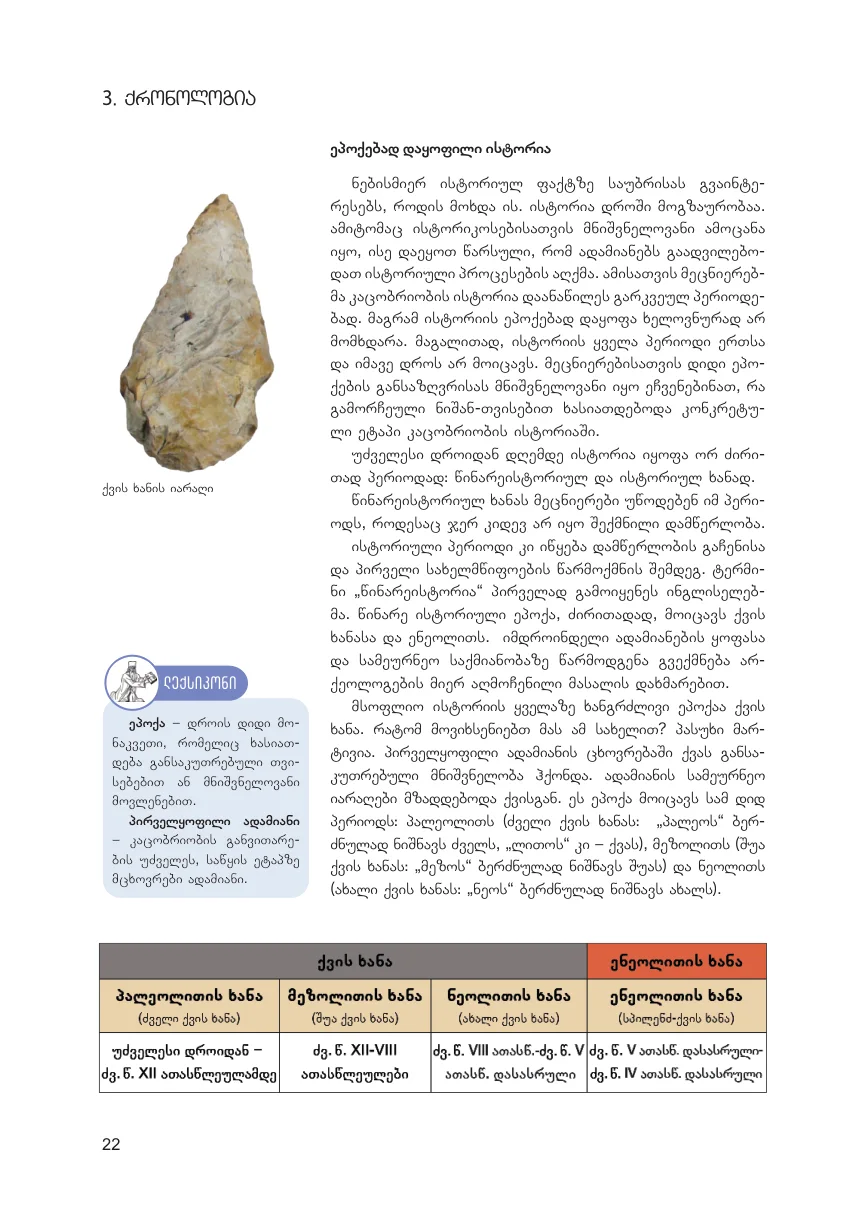 3. ქრონოლოგია
ეპოქებად დაყოფილი ისტორია
ნებისმიერ ისტორიულ ფაქტზე საუბრისას გვაინტე-
რესებს, როდის მოხდა ის. ისტორია დროში მოგზაურობაა.
ამიტომაც ისტორიკოსებისათვის მნიშვნელოვანი ამოცანა
იყო, ისე დაეყოთ წარსული, რომ ადამიანებს გაადვილებო-
დათ ისტორიული პროცესების აღქმა. ამისათვის მეცნიერებ-
მა კაცობრიობის ისტორია დაანაწილეს გარკვეულ პერიოდე-
ბად. მაგრამ ისტორიის ეპოქებად დაყოფა ხელოვნურად არ
მომხდარა. მაგალითად, ისტორიის ყველა პერიოდი ერთსა
და იმავე დროს არ მოიცავს. მეცნიერებისათვის დიდი ეპო-
ქების განსაზღვრისას მნიშვნელოვანი იყო ეჩვენებინათ, რა
გამორჩეული ნიშან-თვისებით ხასიათდებოდა კონკრეტუ-
ლი ეტაპი კაცობრიობის ისტორიაში.
უძველესი დროიდან დღემდე ისტორია იყოფა ორ ძირი-
თად პერიოდად: წინარეისტორიულ და ისტორიულ ხანად.
წინარეისტორიულ ხანას მეცნიერები უწოდებენ იმ პერი-
ოდს, როდესაც ჯერ კიდევ არ იყო შექმნილი დამწერლობა.
ისტორიული პერიოდი კი იწყება დამწერლობის გაჩენისა
და პირველი სახელმწიფოების წარმოქმნის შემდეგ. ტერმი-
ნი „წინარეისტორია“ პირველად გამოიყენეს ინგლისელებ-
მა. წინარე ისტორიული ეპოქა, ძირითადად, მოიცავს ქვის
ხანასა და ენეოლითს. იმდროინდელი ადამიანების ყოფასა
და სამეურნეო საქმიანობაზე წარმოდგენა გვექმნება არ-
ქეოლოგების მიერ აღმოჩენილი მასალის დახმარებით.
მსოფლიო ისტორიის ყველაზე ხანგრძლივი ეპოქაა ქვის
ხანა. რატომ მოვიხსენიებთ მას ამ სახელით? პასუხი მარ-
ტივია. პირველყოფილი ადამიანის ცხოვრებაში ქვას განსა-
კუთრებული მნიშვნელობა ჰქონდა. ადამიანის სამეურნეო
იარაღები მზადდებოდა ქვისგან. ეს ეპოქა მოიცავს სამ დიდ
პერიოდს: პალეოლითს (ძველი ქვის ხანას: „პალეოს“ ბერ-
ძნულად ნიშნავს ძველს, „ლითოს“ კი – ქვას), მეზოლითს (შუა
ქვის ხანას: „მეზოს“ ბერძნულად ნიშნავს შუას) და ნეოლითს
(ახალი ქვის ხანას: „ნეოს“ ბერძნულად ნიშნავს ახალს).
ქვის ხანის იარაღი
ლექსიკონი
ეპოქა – დროის დიდი მო-
ნაკვეთი, რომელიც ხასიათ-
დება განსაკუთრებული თვი-
სებებით ან მნიშვნელოვანი
მოვლენებით.
პირველყოფილი ადამიანი
– კაცობრიობის განვითარე-
ბის უძველეს, საწყის ეტაპზე
მცხოვრები ადამიანი.
ქვის ხანა ენეოლითის ხანა
პალეოლითის ხანა მეზოლითის ხანა ნეოლითის ხანა ენეოლითის ხანა
(ძველი ქვის ხანა) (შუა ქვის ხანა) (ახალი ქვის ხანა) (სპილენძ-ქვის ხანა)
უძველესი დროიდან – ძვ. წ. XII-VIII ძვ. წ. VIII ათასწ.-ძვ. წ. V ძვ. წ. V ათასწ. დასასრული-
ძვ. წ. XII ათასწლეულამდე ათასწლეულები ათასწ. დასასრული ძვ. წ. IV ათასწ. დასასრული
22